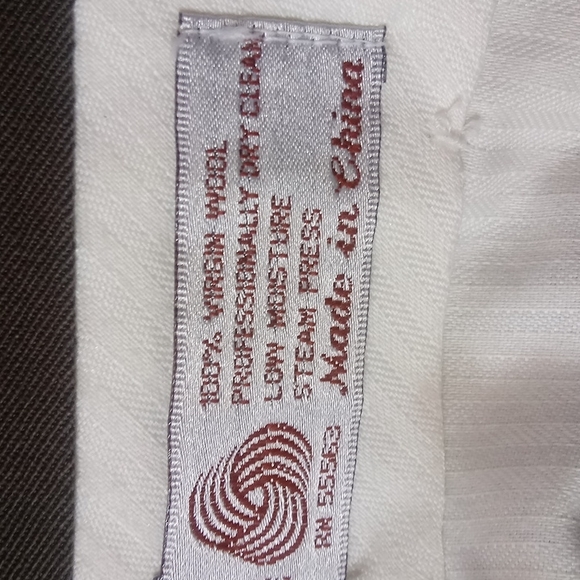 100% VIRGIN WOOL
PROFESSIONALLY DRY CLEAN
LOW MOISTURE
STEAM PRESS
Made in China
RN 55563